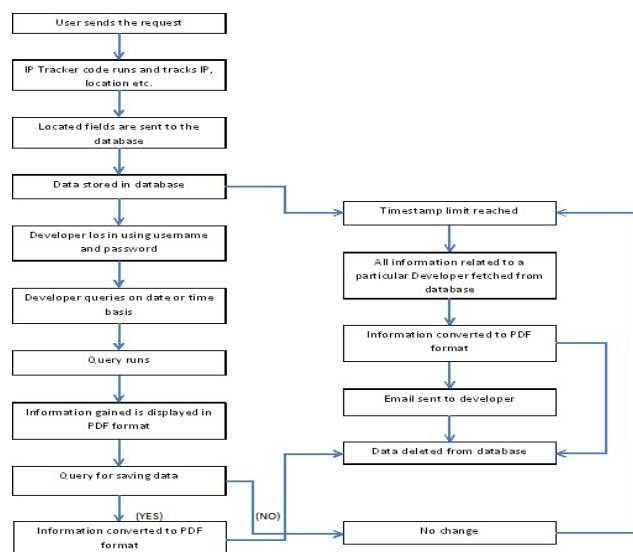 User sends the request
IP Tracker code runs and tracks IP,
location etc.
Located fields are sent to the
database
Data stored in database
Developer los in using username
and password
Developer queries on date or time
basis
Query runs
Information gained is displayed in
PDF format
Query for saving data
(YES)
(NO)
Information converted to PDF
format
Timestamp limit reached
All information related to a
particular Developer fetched from
database
Information converted to PDF
format
Email sent to developer
Data deleted from database
No change